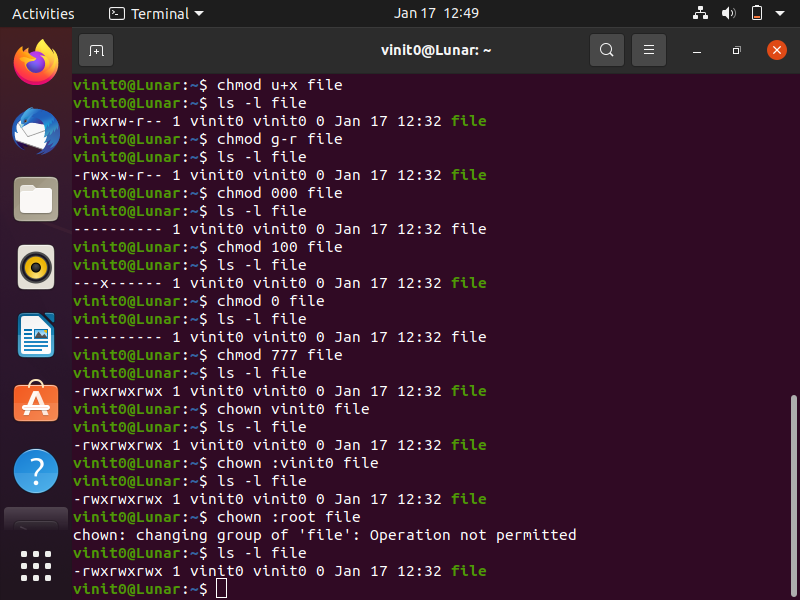 Activities Terminal Jan 17 12:49
vinit0@Lunar: ~
vinit0@Lunar:~$ chmod u+x file
vinit0@Lunar:~$ ls -l file
-rwxrw-r-- 1 vinit0 vinit0 0 Jan 17 12:32 file
vinit0@Lunar:~$ chmod g-r file
vinit0@Lunar:~$ ls -l file
-rwx-w-r-- 1 vinit0 vinit0 0 Jan 17 12:32 file
vinit0@Lunar:~$ chmod 000 file
vinit0@Lunar:~$ ls -l file
---------- 1 vinit0 vinit0 0 Jan 17 12:32 file
vinit0@Lunar:~$ chmod 100 file
vinit0@Lunar:~$ ls -l file
---x------ 1 vinit0 vinit0 0 Jan 17 12:32 file
vinit0@Lunar:~$ chmod 0 file
vinit0@Lunar:~$ ls -l file
---------- 1 vinit0 vinit0 0 Jan 17 12:32 file
vinit0@Lunar:~$ chmod 777 file
vinit0@Lunar:~$ ls -l file
-rwxrwxrwx 1 vinit0 vinit0 0 Jan 17 12:32 file
vinit0@Lunar:~$ chown vinit0 file
vinit0@Lunar:~$ ls -l file
-rwxrwxrwx 1 vinit0 vinit0 0 Jan 17 12:32 file
vinit0@Lunar:~$ chown :vinit0 file
vinit0@Lunar:~$ ls -l file
-rwxrwxrwx 1 vinit0 vinit0 0 Jan 17 12:32 file
vinit0@Lunar:~$ chown :root file
chown: changing group of 'file': Operation not permitted
vinit0@Lunar:~$ ls -l file
-rwxrwxrwx 1 vinit0 vinit0 0 Jan 17 12:32 file
vinit0@Lunar:~$